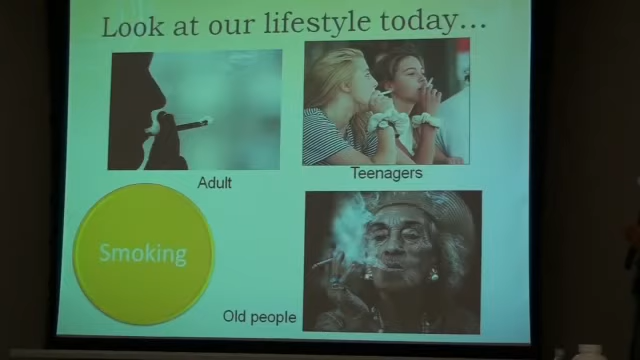 Look at our lifestyle today...
Adult
Teenagers
Smoking
Old people